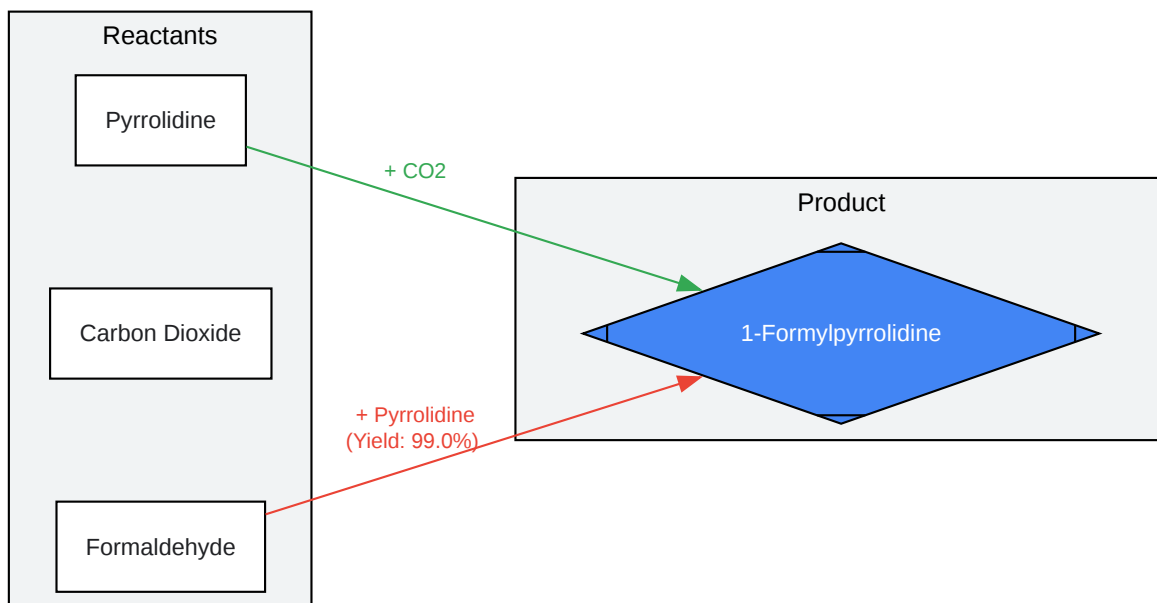 Reactants
Pyrrolidine
+ CO2
Product
Carbon Dioxide
1-Formylpyrrolidine
+ Pyrrolidine
(Yield: 99.0%)
Formaldehyde